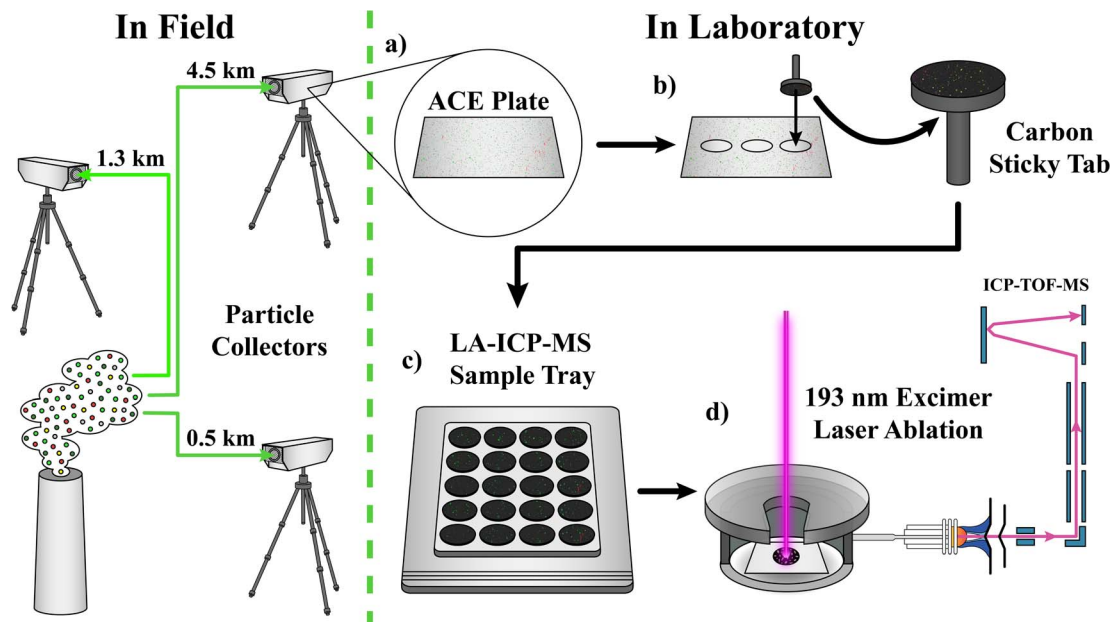 In Field
4.5 km
1.3 km
Particle
Collectors
0.5 km
In Laboratory
a)
ACE Plate
b)
Carbon
Sticky Tab
c)
LA-ICP-MS
Sample Tray
d)
193 nm Excimer
Laser Ablation
ICP-TOF-MS